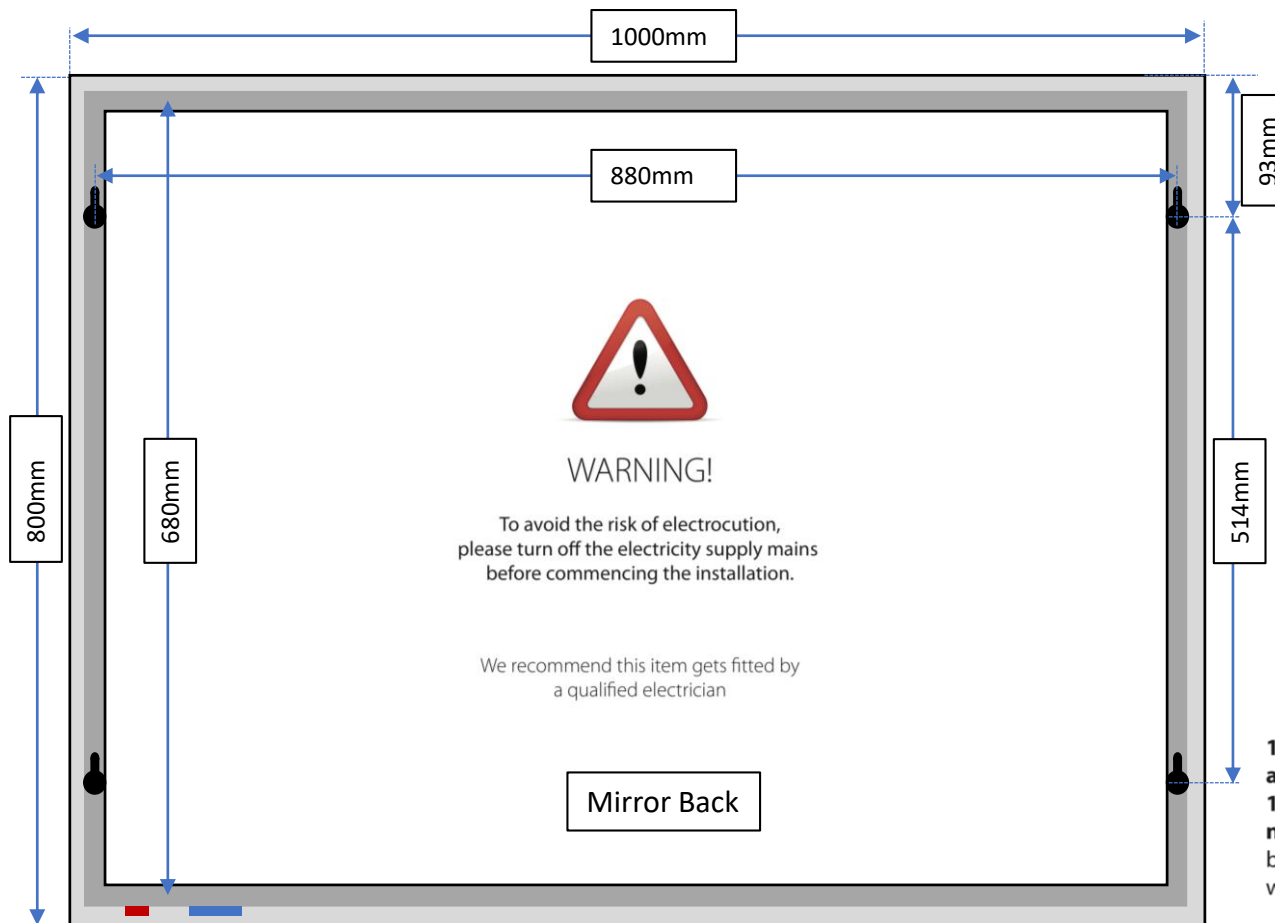 1000mm
93mm
880mm
800mm
680mm
514mm
WARNING!
To avoid the risk of electrocution,
please turn off the electricity supply mains
before commencing the installation.
We recommend this item gets fitted by
a qualified electrician
Mirror Back